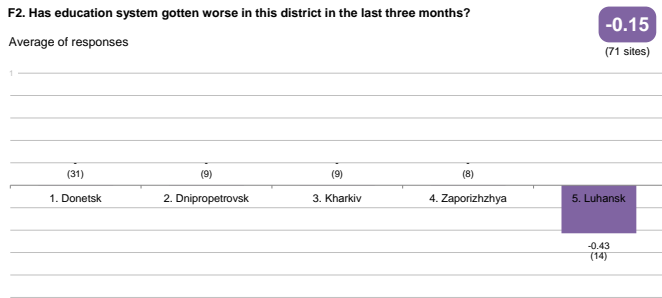 F2. Has education system gotten worse in this district in the last three months?
-0.15
Average of responses
(71 sites)
1
- - - -
(31) (9) (9) (8)
1. Donetsk 2. Dnipropetrovsk 3. Kharkiv 4. Zaporizhzhya 5. Luhansk
-0.43
(14)